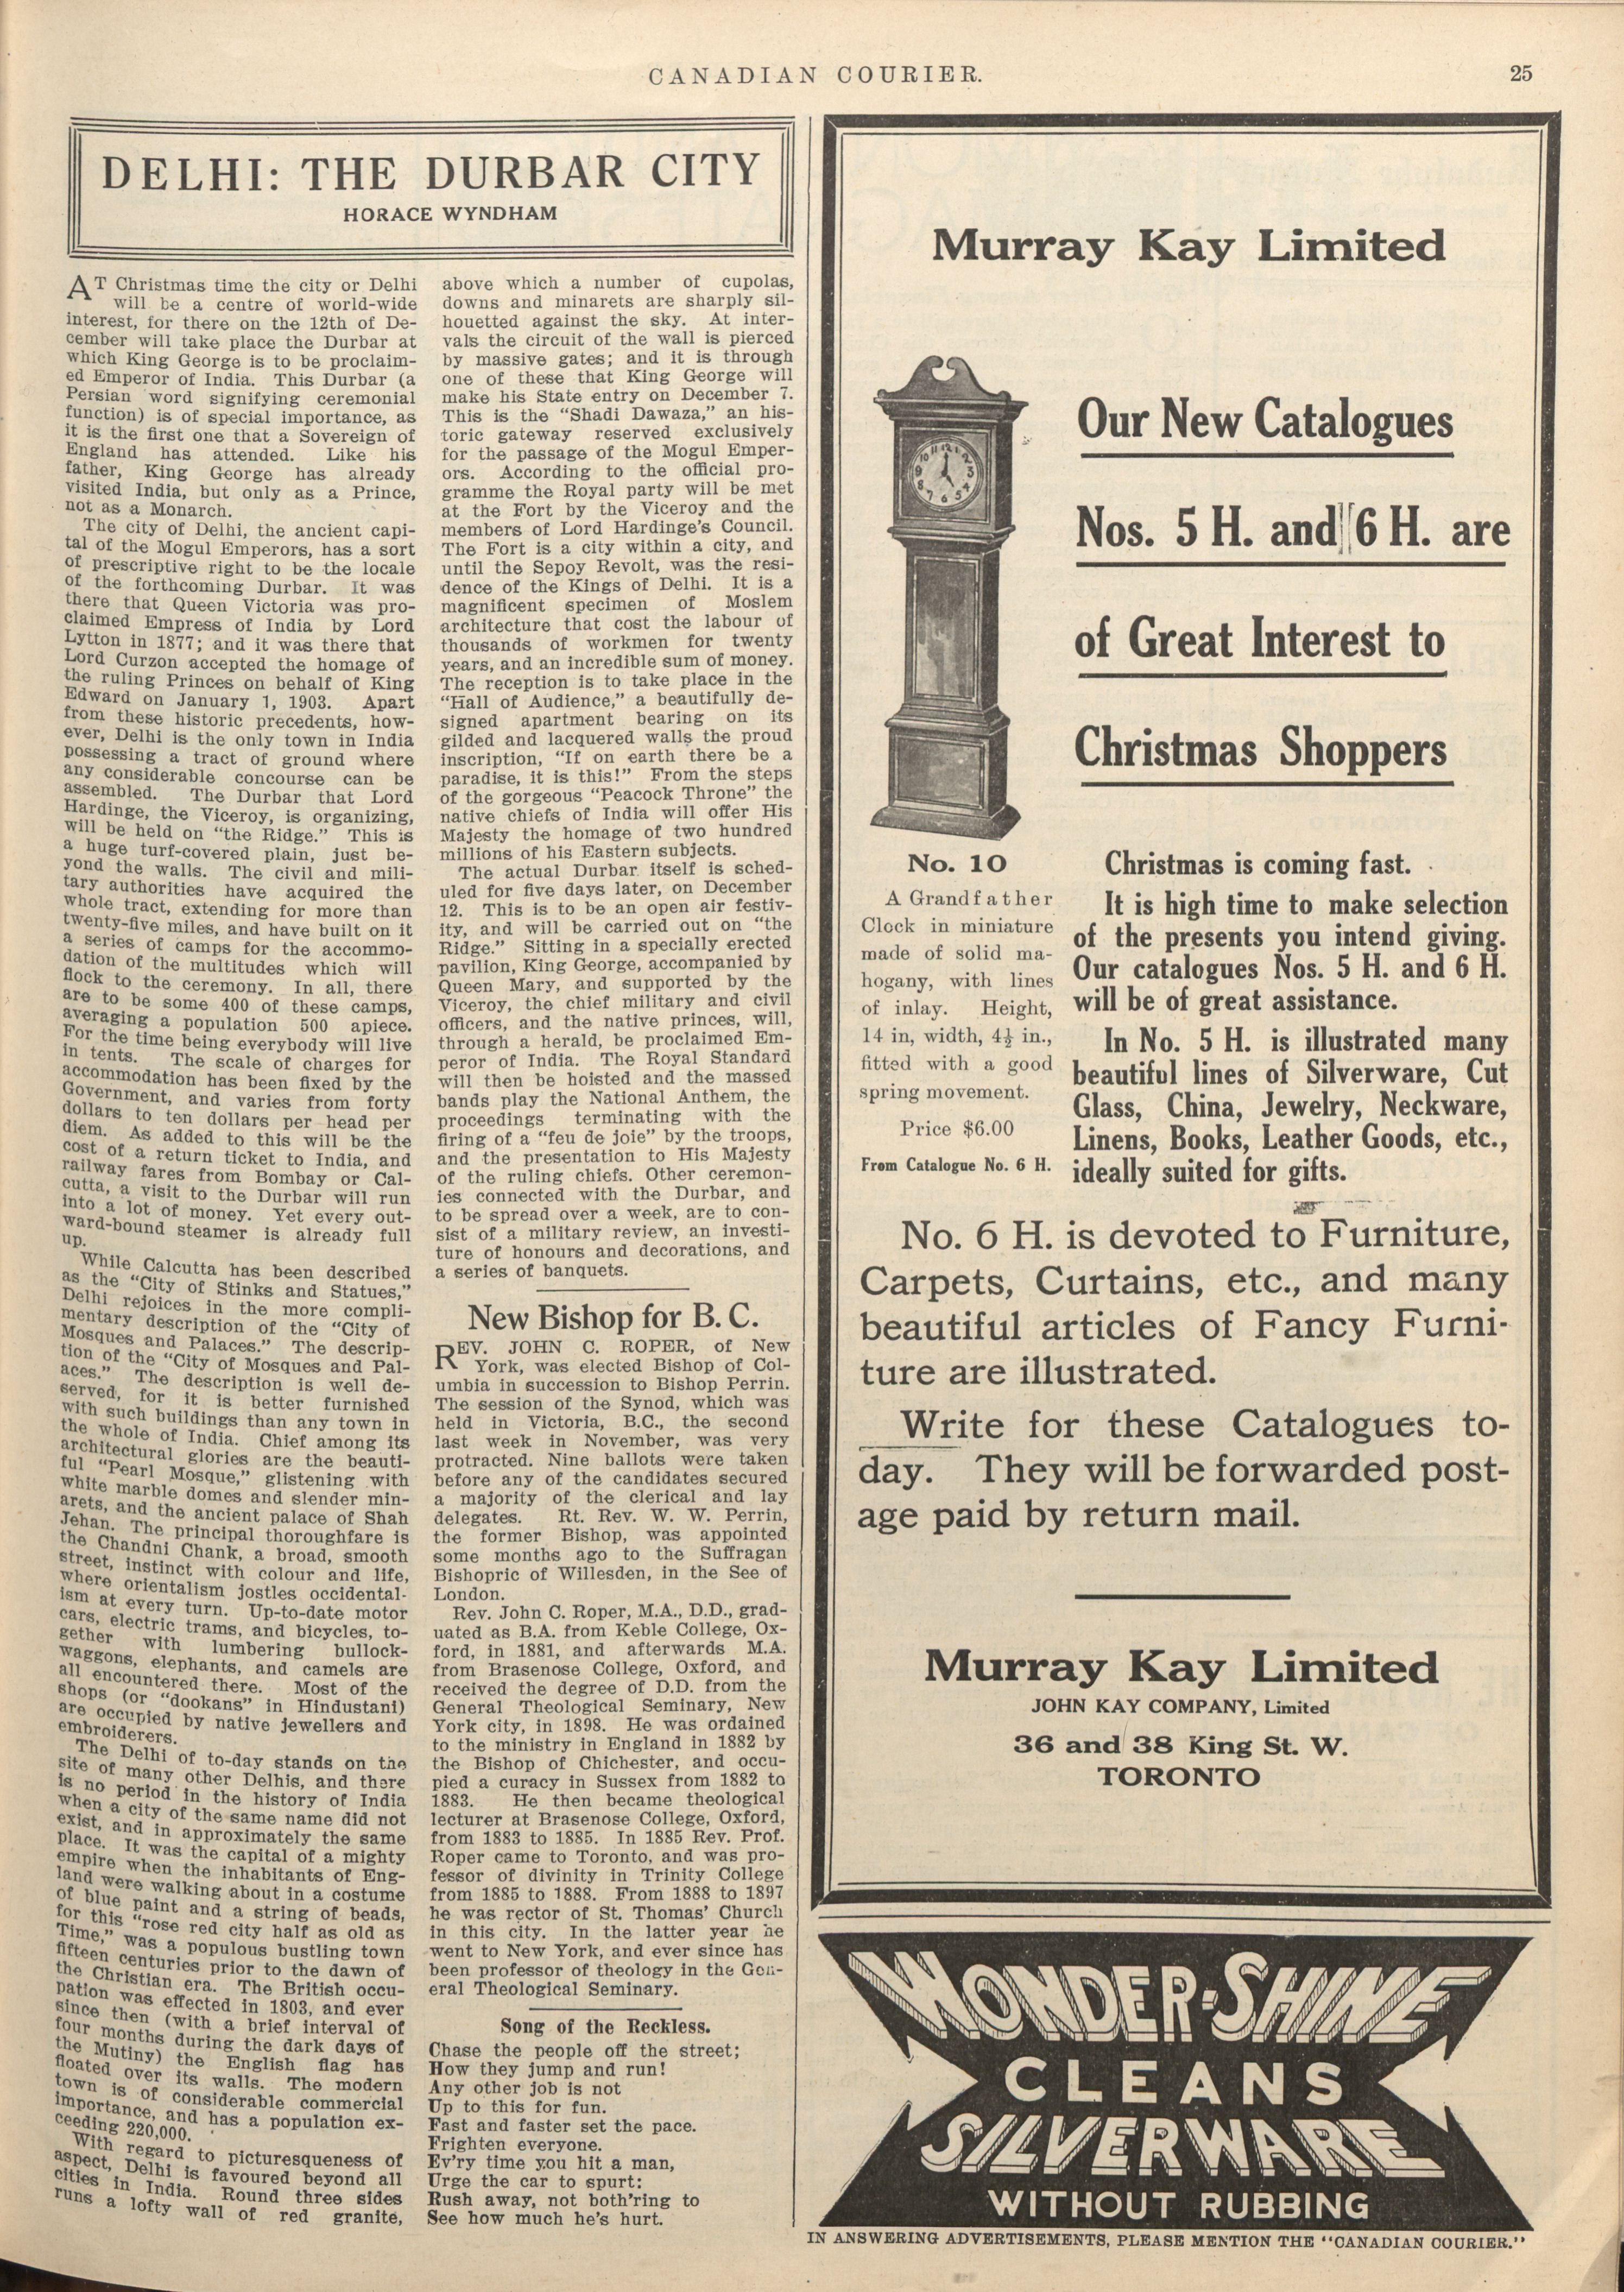 CANADIAN COURIER.
25
DELHI: THE DURBAR CITY
HORACE WYNDHAM
AT Christmas time the city or Delhi
will be a centre of world-wide
interest, for there on the 12th of De-
cember will take place the Durbar at
which King George is to be proclaim-
ed Emperor of India. This Durbar (a
Persian word signifying ceremonial
function) is of special importance, as
it is the first one that a Sovereign of
England has attended. Like his
father, King George has already
visited India, but only as a Prince,
not as a Monarch.
The city of Delhi, the ancient capi-
tal of the Mogul Emperors, has a sort
of prescriptive right to be the locale
of the forthcoming Durbar. It was
there that Queen Victoria was pro-
claimed Empress of India by Lord
Lytton in 1877; and it was there that
Lord Curzon accepted the homage of
the ruling Princes on behalf of King
Edward on January 1, 1903. Apart
from these historic precedents, how-
ever, Delhi is the only town in India
possessing a tract of ground where
any considerable concourse can be
assembled. The Durbar that Lord
Hardinge, the Viceroy, is organizing,
will be held on "the Ridge." This is
a huge turf-covered plain, just be-
yond the walls. The civil and mili-
tary authorities have acquired the
whole tract, extending for more than
twenty-five miles, and have built on it
a series of camps for the accommo-
dation of the multitudes which will
flock to the ceremony. In all, there
are to be some 400 of these camps,
averaging a population 500 apiece.
For the time being everybody will live
in tents. The scale of charges for
accommodation has been fixed by the
Government, and varies from forty
dollars to ten dollars per head per
diem. As added to this will be the
cost of a return ticket to India, and
railway fares from Bombay or Cal-
cutta, a visit to the Durbar will run
into a lot of money. Yet every out-
ward-bound steamer is already full
up.
While Calcutta has been described
as the "City of Stinks and Statues,"
Delhi rejoices in the more compli-
mentary description of the "City of
Mosques and Palaces." The descrip-
tion of the "City of Mosques and Pal-
aces." The description is well de-
served, for it is better furnished
with such buildings than any town in
the whole of India. Chief among its
architectural glories are the beauti-
ful "Pearl Mosque," glistening with
white marble domes and slender min-
arets, and the ancient palace of Shah
Jehan. The principal thoroughfare is
the Chandni Chank, a broad, smooth
street, instinct with colour and life,
where orientalism jostles occidental-
ism at every turn. Up-to-date motor
cars, electric trams, and bicycles, to-
gether with lumbering bullock-
waggons, elephants, and camels are
all encountered there. Most of the
shops (or "dookans" in Hindustani)
are occupied by native jewellers and
embroiderers.
The Delhi of to-day stands on the
site of many other Delhis, and there
is no period in the history of India
when a city of the same name did not
exist, and in approximately the same
place. It was the capital of a mighty
empire when the inhabitants of Eng-
land were walking about in a costume
of blue paint and a string of beads,
for this "rose red city half as old as
Time," was a populous bustling town
fifteen centuries prior to the dawn of
the Christian era. The British occu-
pation was effected in 1803, and ever
since then (with a brief interval of
four months during the dark days of
the Mutiny) the English flag has
floated over its walls. The modern
town is of considerable commercial
importance, and has a population ex-
ceeding 220,000.
With regard to picturesqueness of
aspect, Delhi is favoured beyond all
cities in India. Round three sides
runs a lofty wall of red granite,
above which a number of cupolas,
downs and minarets are sharply sil-
houetted against the sky. At inter-
vals the circuit of the wall is pierced
by massive gates; and it is through
one of these that King George will
make his State entry on December 7.
This is the "Shadi Dawaza," an his-
toric gateway reserved exclusively
for the passage of the Mogul Emper-
ors. According to the official pro-
gramme the Royal party will be met
at the Fort by the Viceroy and the
members of Lord Hardinge's Council.
The Fort is a city within a city, and
until the Sepoy Revolt, was the resi-
dence of the Kings of Delhi. It is a
magnificent specimen of Moslem
architecture that cost the labour of
thousands of workmen for twenty
years, and an incredible sum of money.
The reception is to take place in the
"Hall of Audience," a beautifully de-
signed apartment bearing on its
gilded and lacquered walls the proud
inscription, "If on earth there be a
paradise, it is this!" From the steps
of the gorgeous "Peacock Throne" the
native chiefs of India will offer His
Majesty the homage of two hundred
millions of his Eastern subjects.
The actual Durbar itself is sched-
uled for five days later, on December
12. This is to be an open air festiv-
ity, and will be carried out on "the
Ridge." Sitting in a specially erected
pavilion, King George, accompanied by
Queen Mary, and supported by the
Viceroy, the chief military and civil
officers, and the native princes, will,
through a herald, be proclaimed Em-
peror of India. The Royal Standard
will then be hoisted and the massed
bands play the National Anthem, the
proceedings terminating with the
firing of a "feu de joie" by the troops,
and the presentation to His Majesty
of the ruling chiefs. Other ceremon-
ies connected with the Durbar, and
to be spread over a week, are to con-
sist of a military review, an investi-
ture of honours and decorations, and
a series of banquets.
New Bishop for B. C.
REV. JOHN C. ROPER, of New
York, was elected Bishop of Col-
umbia in succession to Bishop Perrin.
The session of the Synod, which was
held in Victoria, B.C., the second
last week in November, was very
protracted. Nine ballots were taken
before any of the candidates secured
a majority of the clerical and lay
delegates. Rt. Rev. W. W. Perrin,
the former Bishop, was appointed
some months ago to the Suffragan
Bishopric of Willesden, in the See of
London.
Rev. John C. Roper, M.A., D.D., grad-
uated as B.A. from Keble College, Ox-
ford, in 1881, and afterwards M.A.
from Brasenose College, Oxford, and
received the degree of D.D. from the
General Theological Seminary, New
York city, in 1898. He was ordained
to the ministry in England in 1882 by
the Bishop of Chichester, and occu-
pied a curacy in Sussex from 1882 to
1883. He then became theological
lecturer at Brasenose College, Oxford,
from 1883 to 1885. In 1885 Rev. Prof.
Roper came to Toronto, and was pro-
fessor of divinity in Trinity College
from 1885 to 1888. From 1888 to 1897
he was rector of St. Thomas' Church
in this city. In the latter year he
went to New York, and ever since has
been professor of theology in the Gen-
eral Theological Seminary.
Song of the Reckless.
Chase the people off the street;
How they jump and run!
Any other job is not
Up to this for fun.
Fast and faster set the pace.
Frighten everyone.
Ev'ry time you hit a man,
Urge the car to spurt:
Rush away, not both'ring to
See how much he's hurt.
Murray Kay Limited
Our New Catalogues
Nos. 5 H. and 6 H. are
of Great Interest to
Christmas Shoppers
No. 10
A Grandfather
Clock in miniature
made of solid ma-
hogany, with lines
of inlay. Height,
14 in, width, 4½ in.,
fitted with a good
spring movement.
Price $6.00
From Catalogue No. 6 H.
Christmas is coming fast.
It is high time to make selection
of the presents you intend giving.
Our catalogues Nos. 5 H. and 6 H.
will be of great assistance.
In No. 5 H. is illustrated many
beautiful lines of Silverware, Cut
Glass, China, Jewelry, Neckware,
Linens, Books, Leather Goods, etc.,
ideally suited for gifts.
No. 6 H. is devoted to Furniture,
Carpets, Curtains, etc., and many
beautiful articles of Fancy Furni-
ture are illustrated.
Write for these Catalogues to-
day. They will be forwarded post-
age paid by return mail.
Murray Kay Limited
JOHN KAY COMPANY, Limited
36 and 38 King St. W.
TORONTO
WONDER-SHINE
CLEANS
SILVERWARE
WITHOUT RUBBING
IN ANSWERING ADVERTISEMENTS, PLEASE MENTION THE "CANADIAN COURIER."